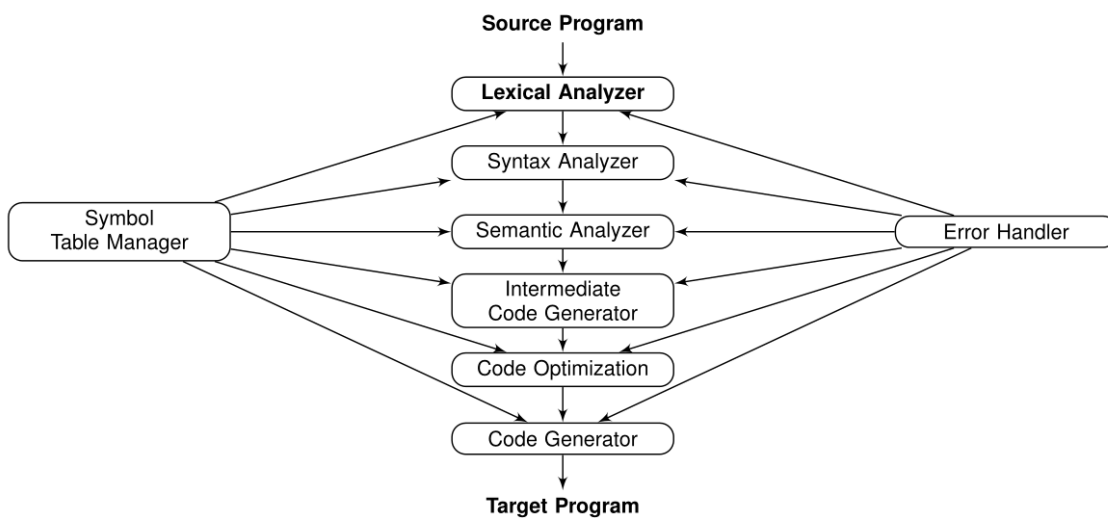 Source Program
Lexical Analyzer
Syntax Analyzer
Symbol
Table Manager
Semantic Analyzer
Error Handler
Intermediate
Code Generator
Code Optimization
Code Generator
Target Program